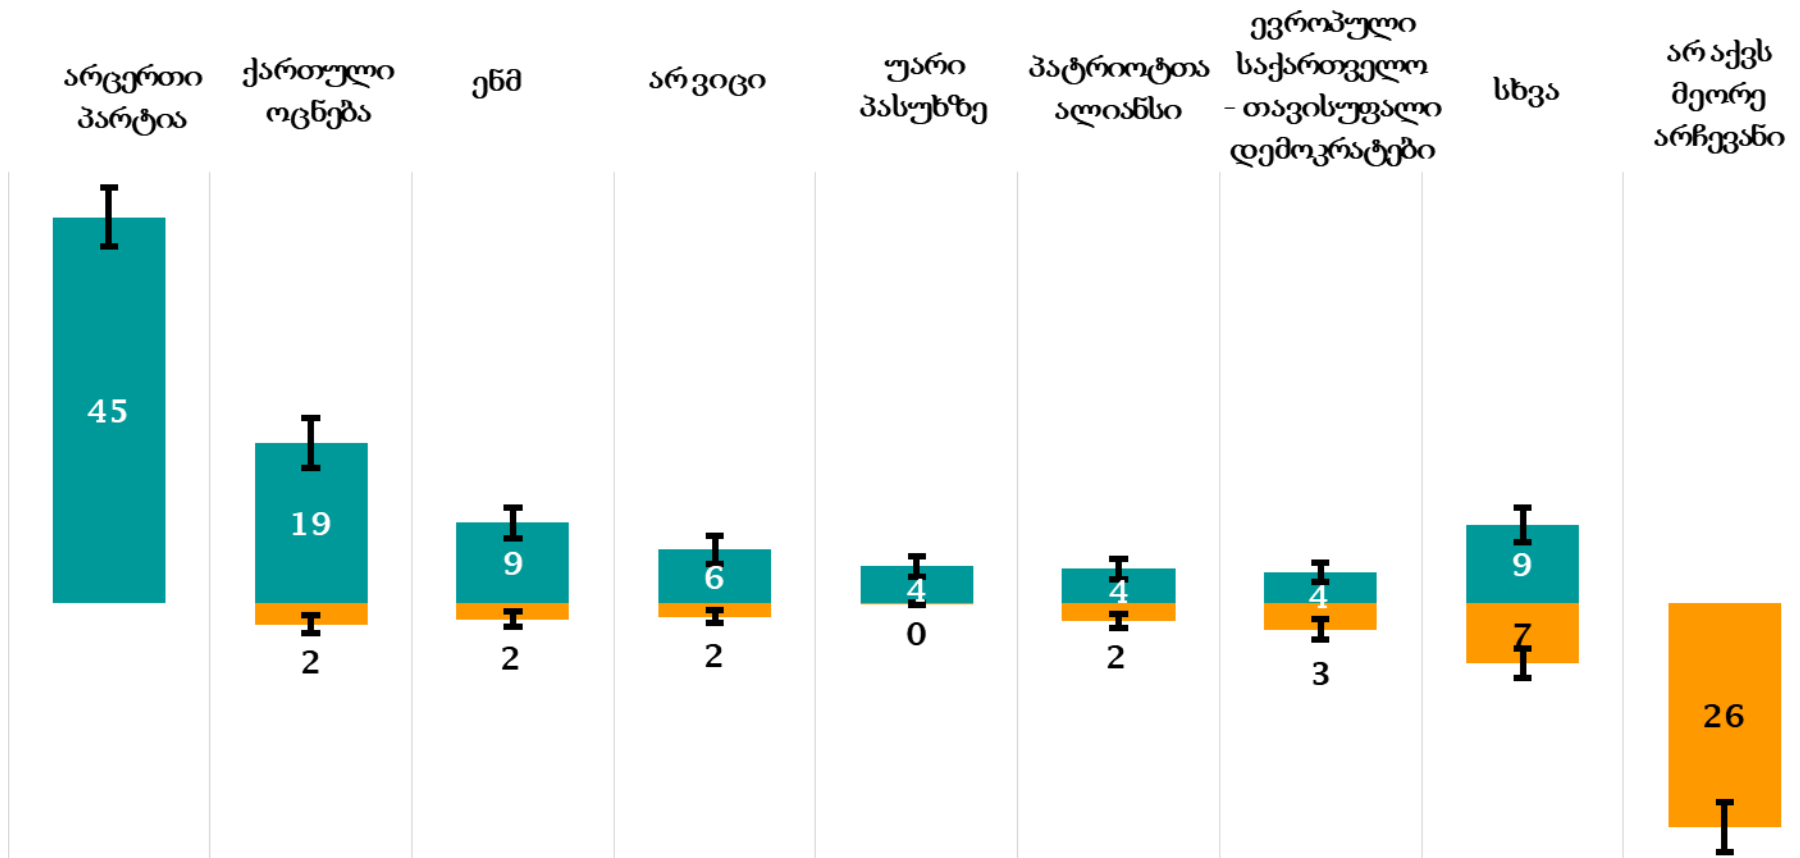 არცერთი
პარტია
ქართული
ოცნება
ენმ
არ ვიცი
უარი
პასუხზე
პატრიოტთა
ალიანსი
ევროპული
საქართველო
- თავისუფალი
დემოკრატები
სხვა
არ აქვს
მეორე
არჩევანი
45
19
9
6
4
4
4
9
2
2
2
0
2
3
7
26